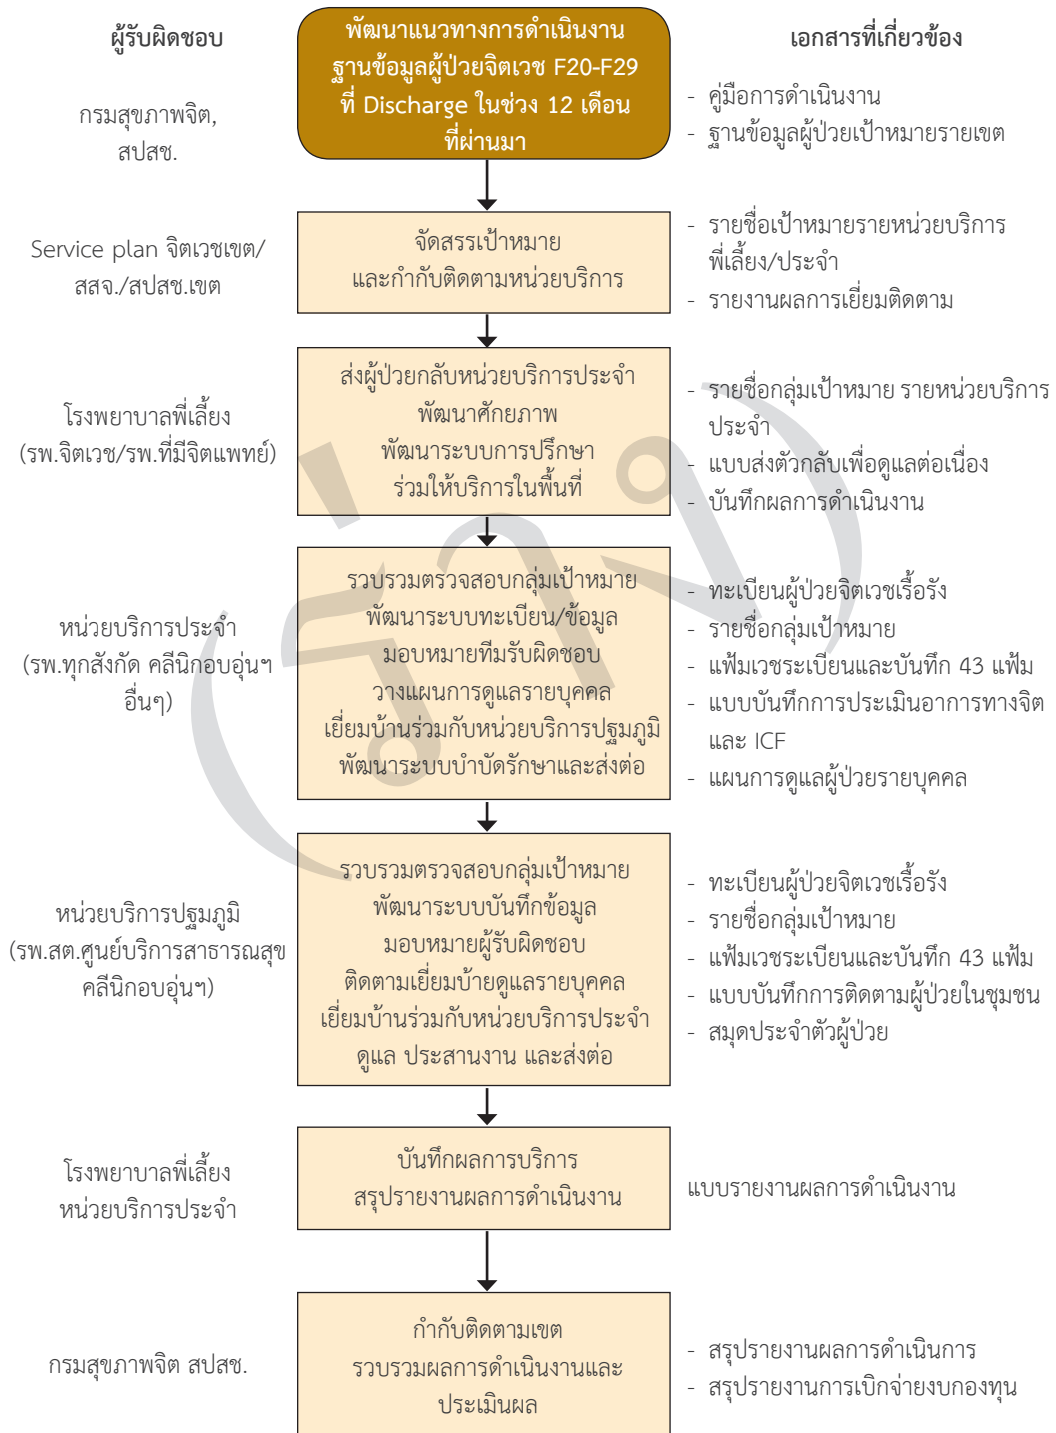 ผู้รับผิดชอบ
พัฒนาแนวทางการดำเนินงาน
ฐานข้อมูลผู้ป่วยจิตเวช F20-F29
ที่ Discharge ในช่วง 12 เดือน
ที่ผ่านมา
เอกสารที่เกี่ยวข้อง
กรมสุขภาพจิต,
สปสช.
- คู่มือการดำเนินงาน
- ฐานข้อมูลผู้ป่วยเป้าหมายรายเขต
Service plan จิตเวชเขต/
สสจ./สปสช.เขต
จัดสรรเป้าหมาย
และกำกับติดตามหน่วยบริการ
- รายชื่อเป้าหมายรายหน่วยบริการ
พี่เลี้ยง/ประจำ
- รายงานผลการเยี่ยมติดตาม
โรงพยาบาลพี่เลี้ยง
(รพ.จิตเวช/รพ.ที่มีจิตแพทย์)
ส่งผู้ป่วยกลับหน่วยบริการประจำ
พัฒนาศักยภาพ
พัฒนาระบบการปรึกษา
ร่วมให้บริการในพื้นที่
- รายชื่อกลุ่มเป้าหมาย รายหน่วยบริการ
ประจำ
- แบบส่งตัวกลับเพื่อดูแลต่อเนื่อง
- บันทึกผลการดำเนินงาน
หน่วยบริการประจำ
(รพ.ทุกสังกัด คลีนิกอบอุ่นฯ
อื่นๆ)
รวบรวมตรวจสอบกลุ่มเป้าหมาย
พัฒนาระบบทะเบียน/ข้อมูล
มอบหมายทีมรับผิดชอบ
วางแผนการดูแลรายบุคคล
เยี่ยมบ้านร่วมกับหน่วยบริการปฐมภูมิ
พัฒนาระบบบำบัดรักษาและส่งต่อ
- ทะเบียนผู้ป่วยจิตเวชเรื้อรัง
- รายชื่อกลุ่มเป้าหมาย
- แฟ้มเวชระเบียนและบันทึก 43 แฟ้ม
- แบบบันทึกการประเมินอาการทางจิต
และ ICF
- แผนการดูแลผู้ป่วยรายบุคคล
หน่วยบริการปฐมภูมิ
(รพ.สต.ศูนย์บริการสาธารณสุข
คลีนิกอบอุ่นฯ)
รวบรวมตรวจสอบกลุ่มเป้าหมาย
พัฒนาระบบบันทึกข้อมูล
มอบหมายผู้รับผิดชอบ
ติดตามเยี่ยมบ้ายดูแลรายบุคคล
เยี่ยมบ้านร่วมกับหน่วยบริการประจำ
ดูแล ประสานงาน และส่งต่อ
- ทะเบียนผู้ป่วยจิตเวชเรื้อรัง
- รายชื่อกลุ่มเป้าหมาย
- แฟ้มเวชระเบียนและบันทึก 43 แฟ้ม
- แบบบันทึกการติดตามผู้ป่วยในชุมชน
- สมุดประจำตัวผู้ป่วย
โรงพยาบาลพี่เลี้ยง
หน่วยบริการประจำ
บันทึกผลการบริการ
สรุปรายงานผลการดำเนินงาน
แบบรายงานผลการดำเนินงาน
กรมสุขภาพจิต สปสช.
กำกับติดตามเขต
รวบรวมผลการดำเนินงานและ
ประเมินผล
- สรุปรายงานผลการดำเนินการ
- สรุปรายงานการเบิกจ่ายงบกองทุน
(ร่าง)